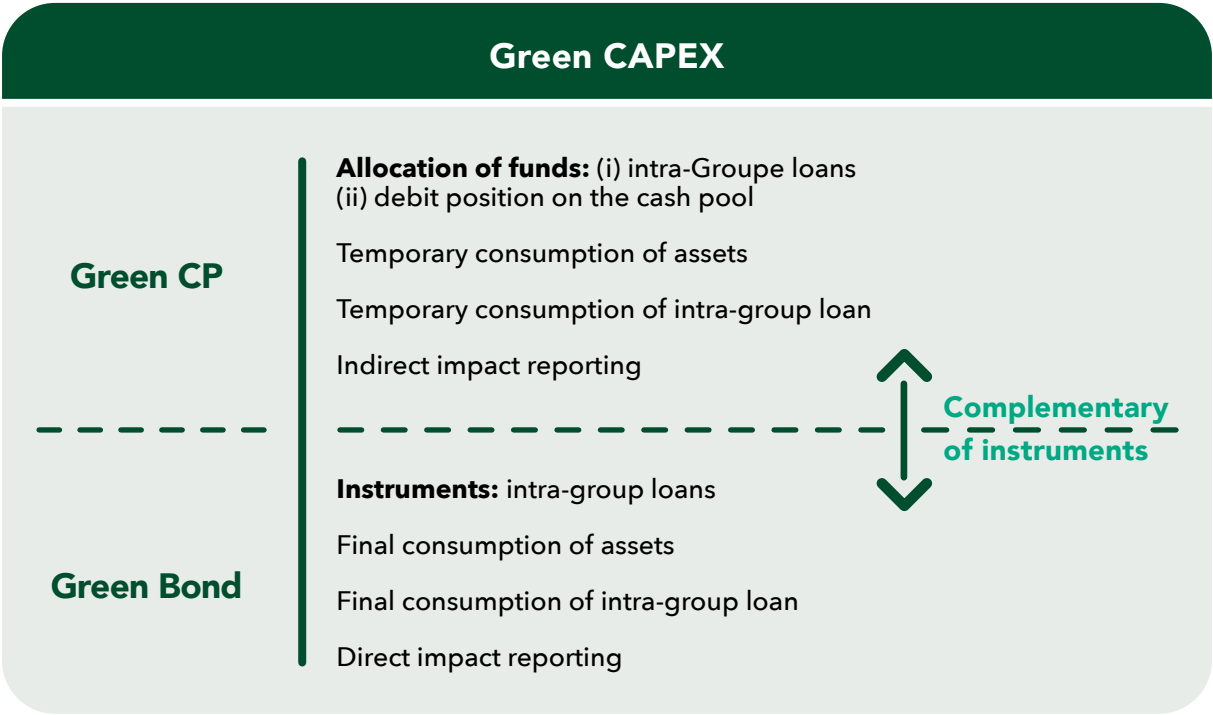 Green CAPEX
Green CP
Allocation of funds: (i) intra-Groupe loans
(ii) debit position on the cash pool
Temporary consumption of assets
Temporary consumption of intra-group loan
Indirect impact reporting
Complementary
of instruments
Green Bond
Instruments: intra-group loans
Final consumption of assets
Final consumption of intra-group loan
Direct impact reporting